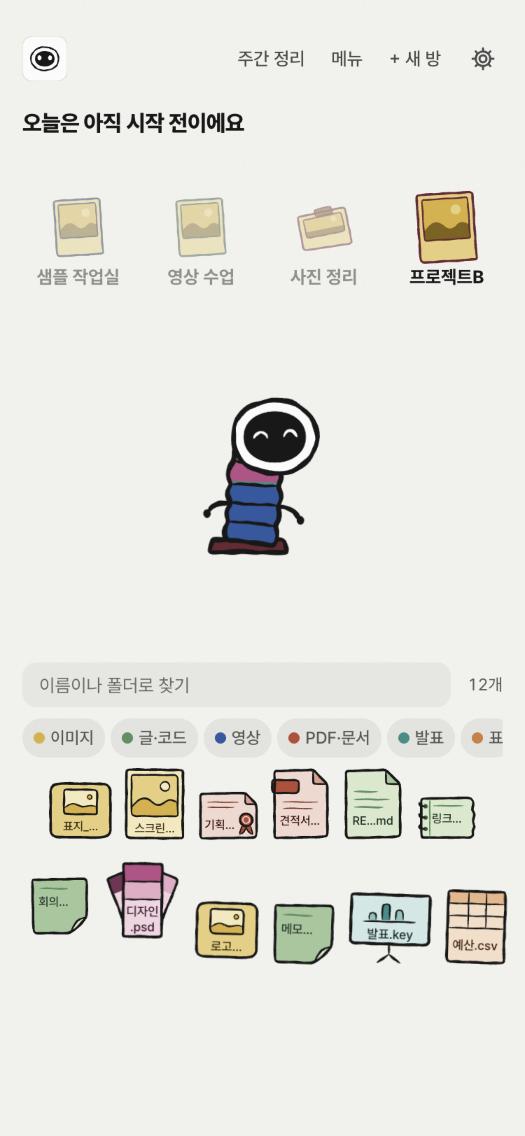 주간 정리 메뉴 + 새 방
오늘은 아직 시작 전이에요
샘플 작업실 영상 수업 사진 정리 프로젝트B
이름이나 폴더로 찾기 12개
이미지 글·코드 영상 PDF·문서 발표 표
표지_... 스크린... 기획... 견적서... RE...md 링크...
회의... 디자인
.psd
로고... 메모... 발표.key 예산.csv